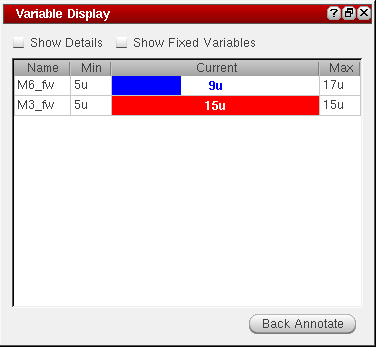 Variable Display
Show Details Show Fixed Variables
Name Min Current Max
M6_fw 5u 9u 17u
M3_fw 5u 15u 15u
Back Annotate